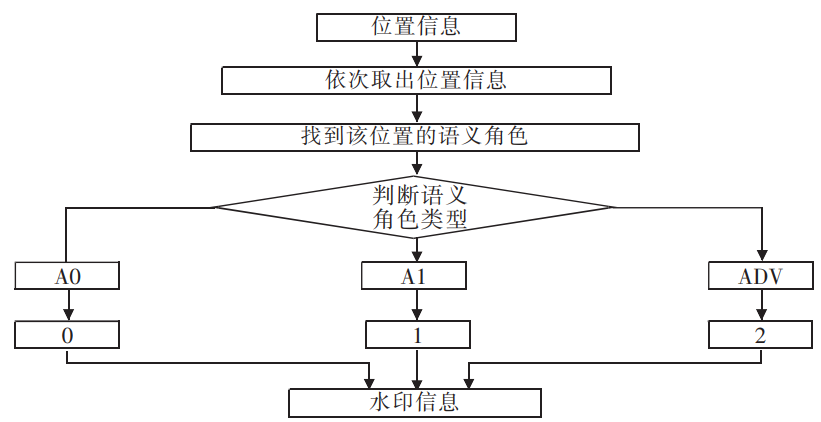 位置信息
依次取出位置信息
找到该位置的语义角色
判断语义
角色类型
A0
A1
ADV
0
1
2
水印信息